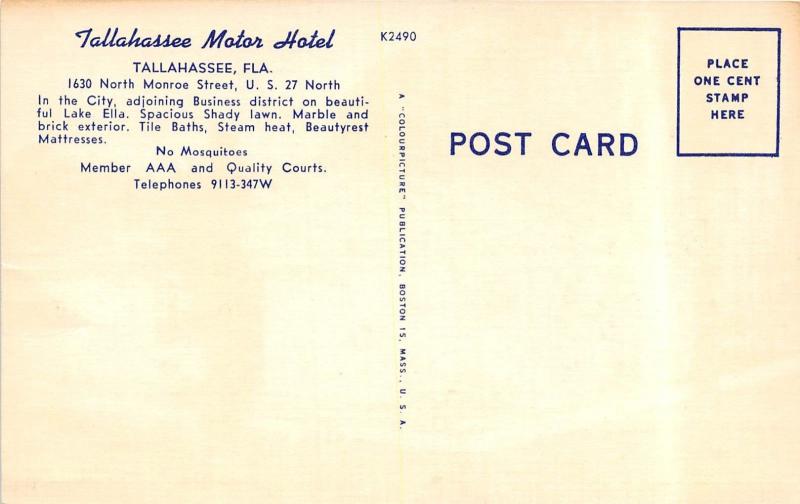 Tallahassee Motor Hotel
TALLAHASSEE, FLA.
1630 North Monroe Street, U. S. 27 North
In the City, adjoining Business district on beauti-
ful Lake Ella. Spacious Shady lawn. Marble and
brick exterior. Tile Baths, Steam heat, Beautyrest
Mattresses.
No Mosquitoes
Member AAA and Quality Courts.
Telephones 9113-347W
K2490
A "COLOURPICTURE" PUBLICATION, BOSTON 15, MASS., U. S. A.
POST CARD
PLACE
ONE CENT
STAMP
HERE